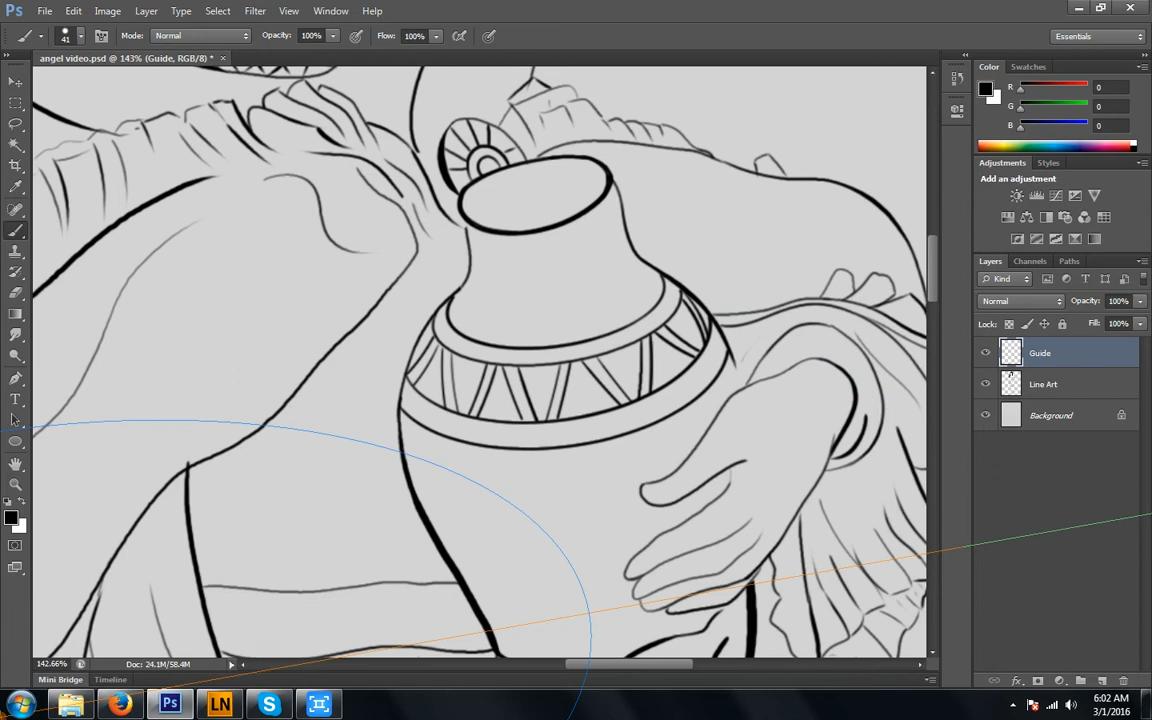 Ps File Edit Image Layer Type Select Filter View Window Help
41 Mode: Normal Opacity: 100% Flow: 100% Essentials
angel video.psd @ 143% (Guide, RGB/8) * ×
Color Swatches
R 0
G 0
B 0
Adjustments Styles
Add an adjustment
Layers Channels Paths
Kind
Normal Opacity: 100%
Lock: Fill: 100%
Guide
Line Art
Background
142.66% Doc: 24.1M/58.4M
Mini Bridge Timeline
Ps LN S
6:02 AM
3/1/2016